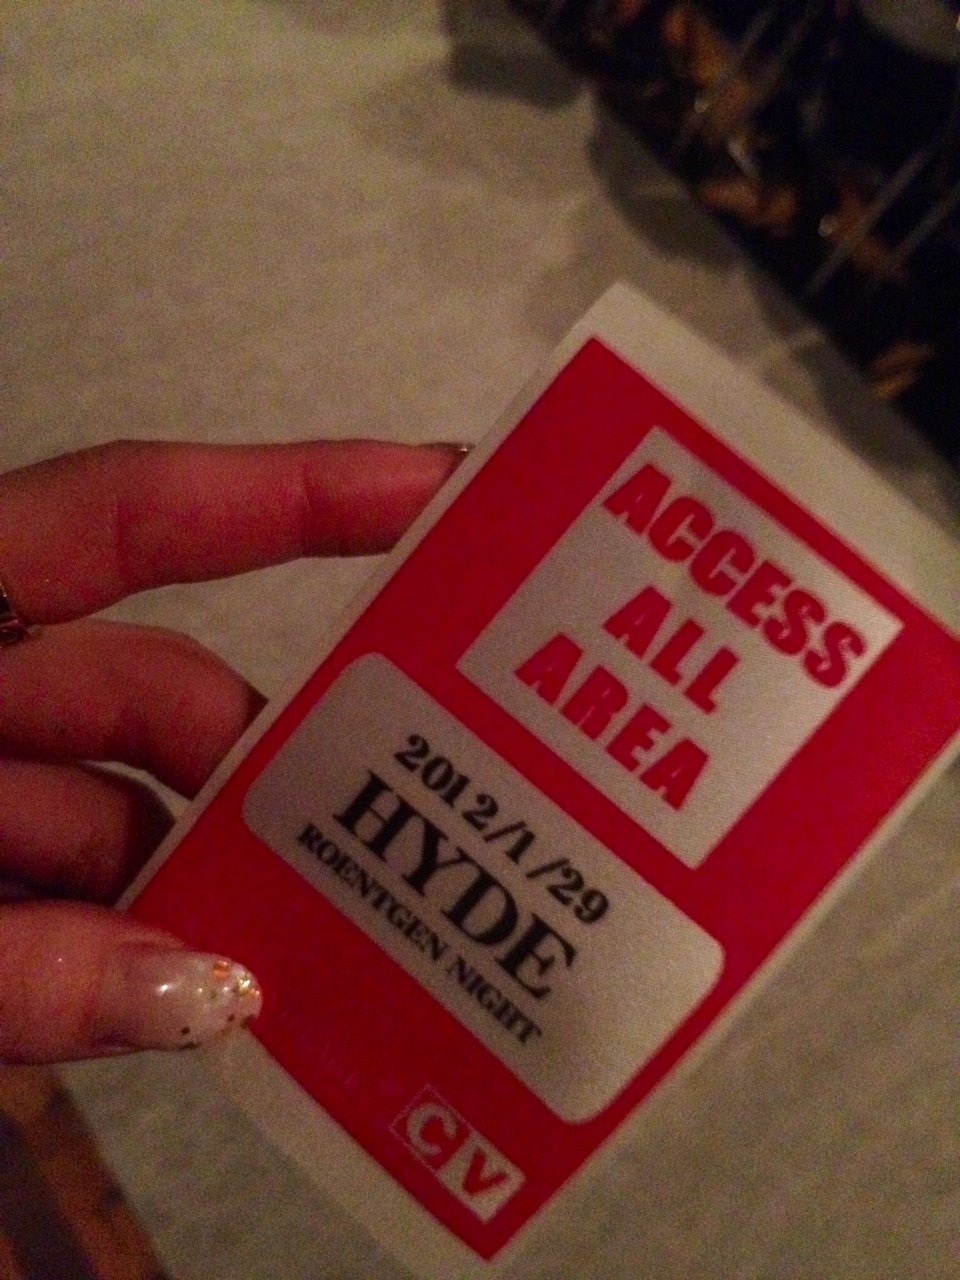 ACCESS
ALL
AREA
2012/1/29
HYDE
ROENTGEN NIGHT
CV